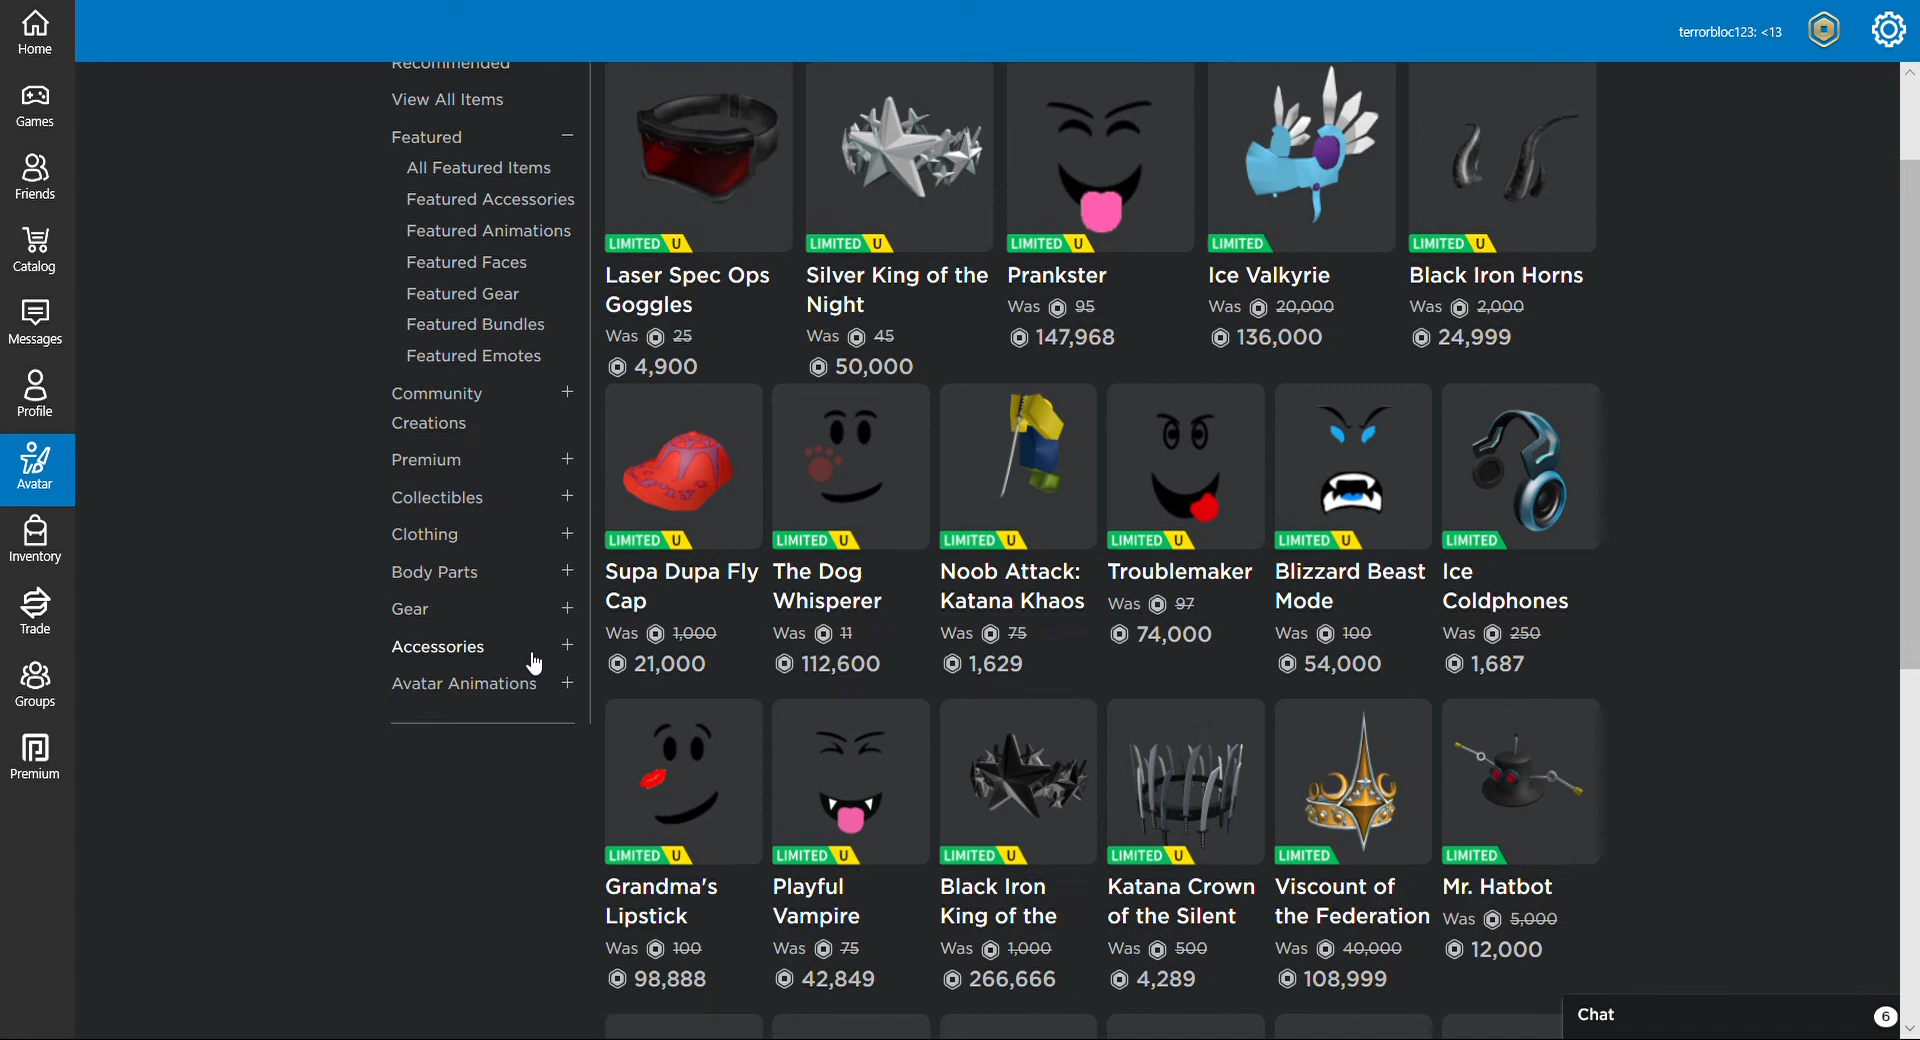 terrorbloc123: <13
Home
Games
Friends
Catalog
Messages
Profile
Avatar
Inventory
Trade
Groups
Premium
Recommended
View All Items
Featured
All Featured Items
Featured Accessories
Featured Animations
Featured Faces
Featured Gear
Featured Bundles
Featured Emotes
Community
Creations
Premium
Collectibles
Clothing
Body Parts
Gear
Accessories
Avatar Animations
LIMITED U
Laser Spec Ops
Goggles
Was 25
4,900
LIMITED U
Silver King of the
Night
Was 45
50,000
LIMITED U
Prankster
Was 95
147,968
LIMITED
Ice Valkyrie
Was 20,000
136,000
LIMITED U
Black Iron Horns
Was 2,000
24,999
LIMITED U
Supa Dupa Fly
Cap
Was 1,000
21,000
LIMITED U
The Dog
Whisperer
Was 11
112,600
LIMITED U
Noob Attack:
Katana Khaos
Was 75
1,629
LIMITED U
Troublemaker
Was 97
74,000
LIMITED U
Blizzard Beast
Mode
Was 100
54,000
LIMITED
Ice
Coldphones
Was 250
1,687
LIMITED U
Grandma's
Lipstick
Was 100
98,888
LIMITED U
Playful
Vampire
Was 75
42,849
LIMITED U
Black Iron
King of the
Was 1,000
266,666
LIMITED U
Katana Crown
of the Silent
Was 500
4,289
LIMITED
Viscount of
the Federation
Was 40,000
108,999
LIMITED
Mr. Hatbot
Was 5,000
12,000
Chat
6